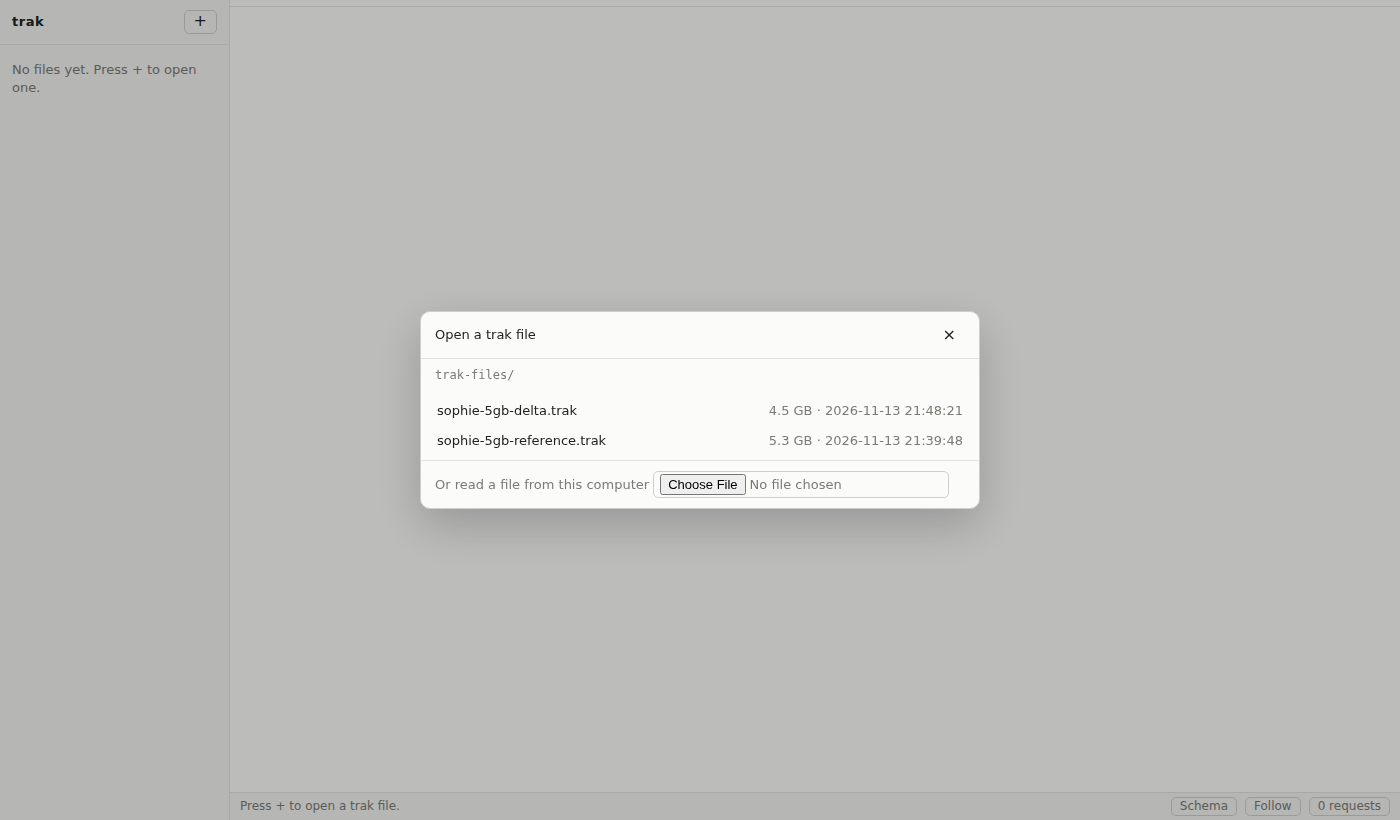 trak
+
No files yet. Press + to open
one.
Open a trak file
×
trak-files/
sophie-5gb-delta.trak 4.5 GB · 2026-11-13 21:48:21
sophie-5gb-reference.trak 5.3 GB · 2026-11-13 21:39:48
Or read a file from this computer Choose File No file chosen
Press + to open a trak file. Schema Follow 0 requests